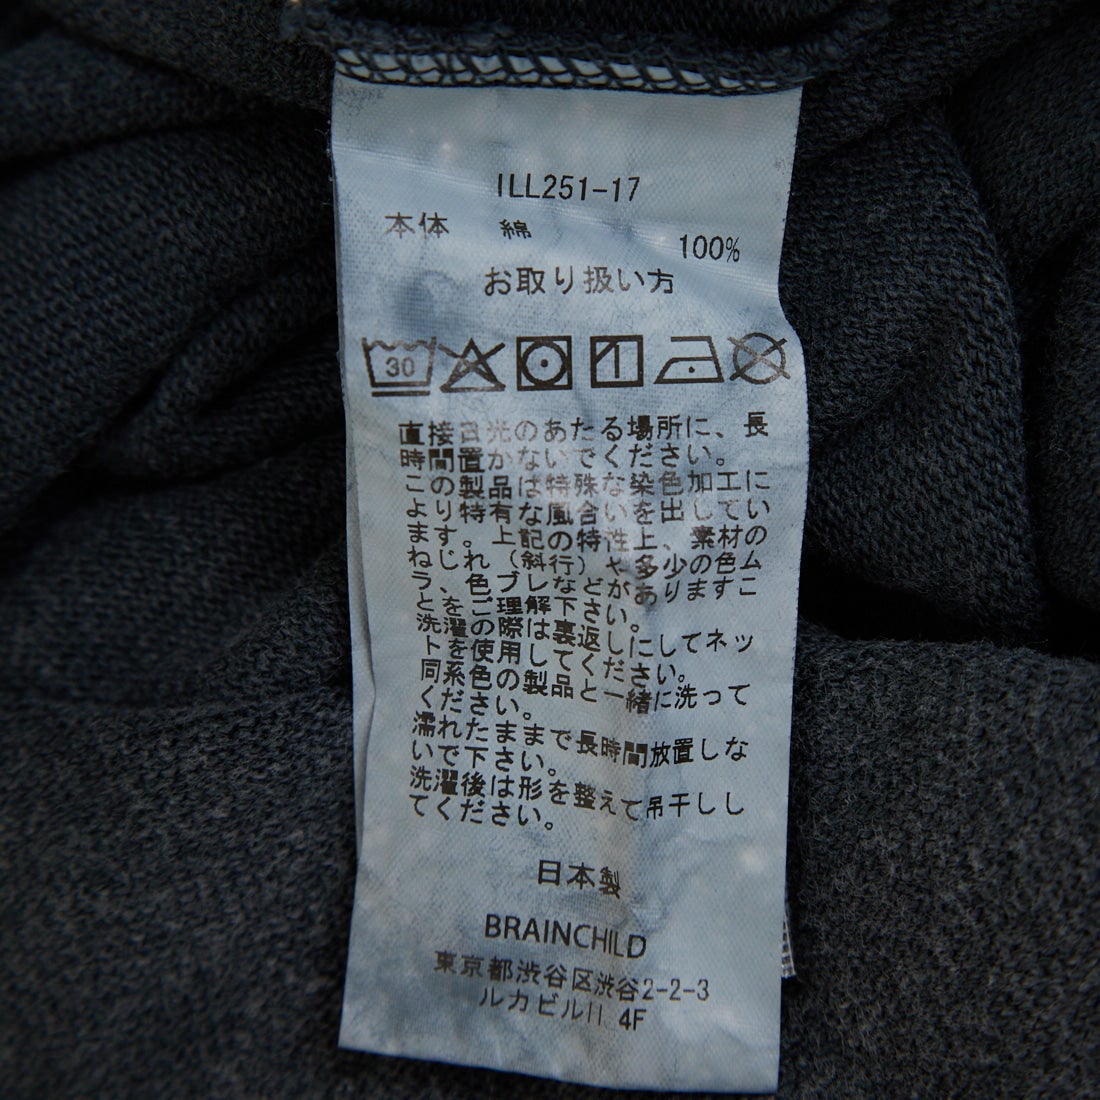 ILL251-17
本体 綿 100%
お取り扱い方
30
直接日光のあたる場所に、長
時間置かないでください。
この製品は特殊な染色加工に
より特有な風合いを出してい
ます。上記の特性上、素材の
ねじれ（斜行）や多少の色ム
ラ、色ブレなどがありますこ
と、をご理解下さい。
洗濯の際は裏返しにしてネッ
トを使用してください。
同系色の製品と一緒に洗って
ください。
濡れたままで長時間放置しな
いで下さい。
洗濯後は形を整えて吊干しし
てください。
日本製
BRAINCHILD
東京都渋谷区渋谷2-2-3
ルカビルII 4F